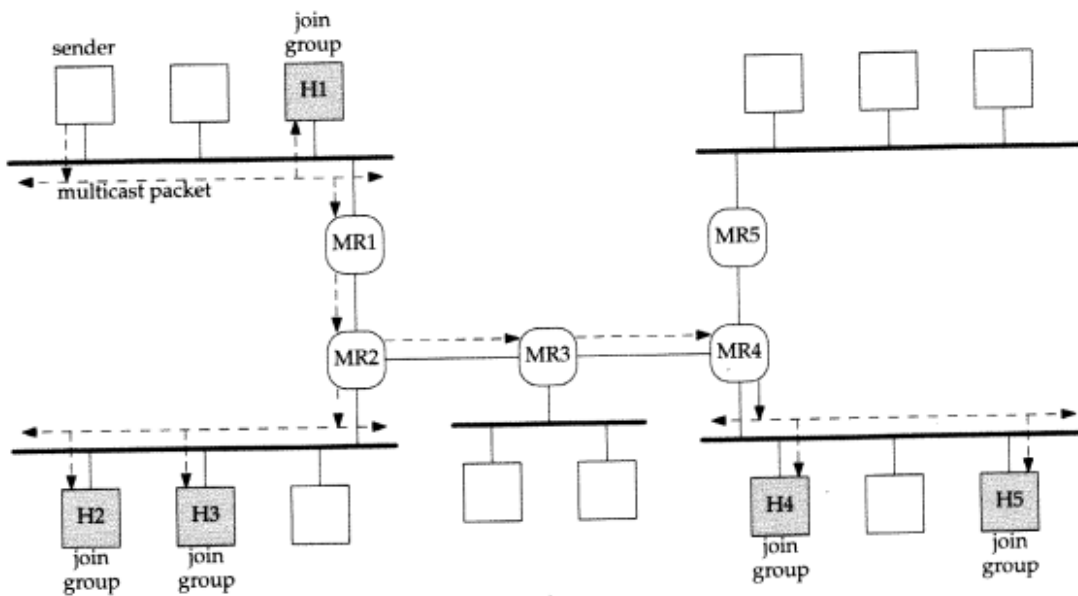 sender
join
group
H1
multicast packet
MR1
MR5
MR2
MR3
MR4
H2
H3
H4
H5
join
group
join
group
join
group
join
group